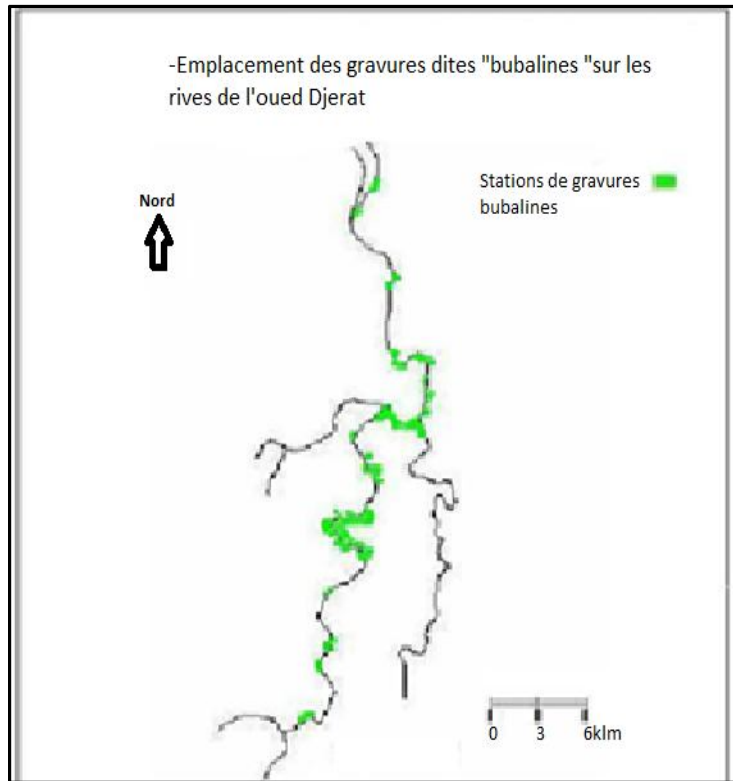 -Emplacement des gravures dites "bubalines "sur les
rives de l'oued Djerat
Nord
Stations de gravures
bubalines
0 3 6klm